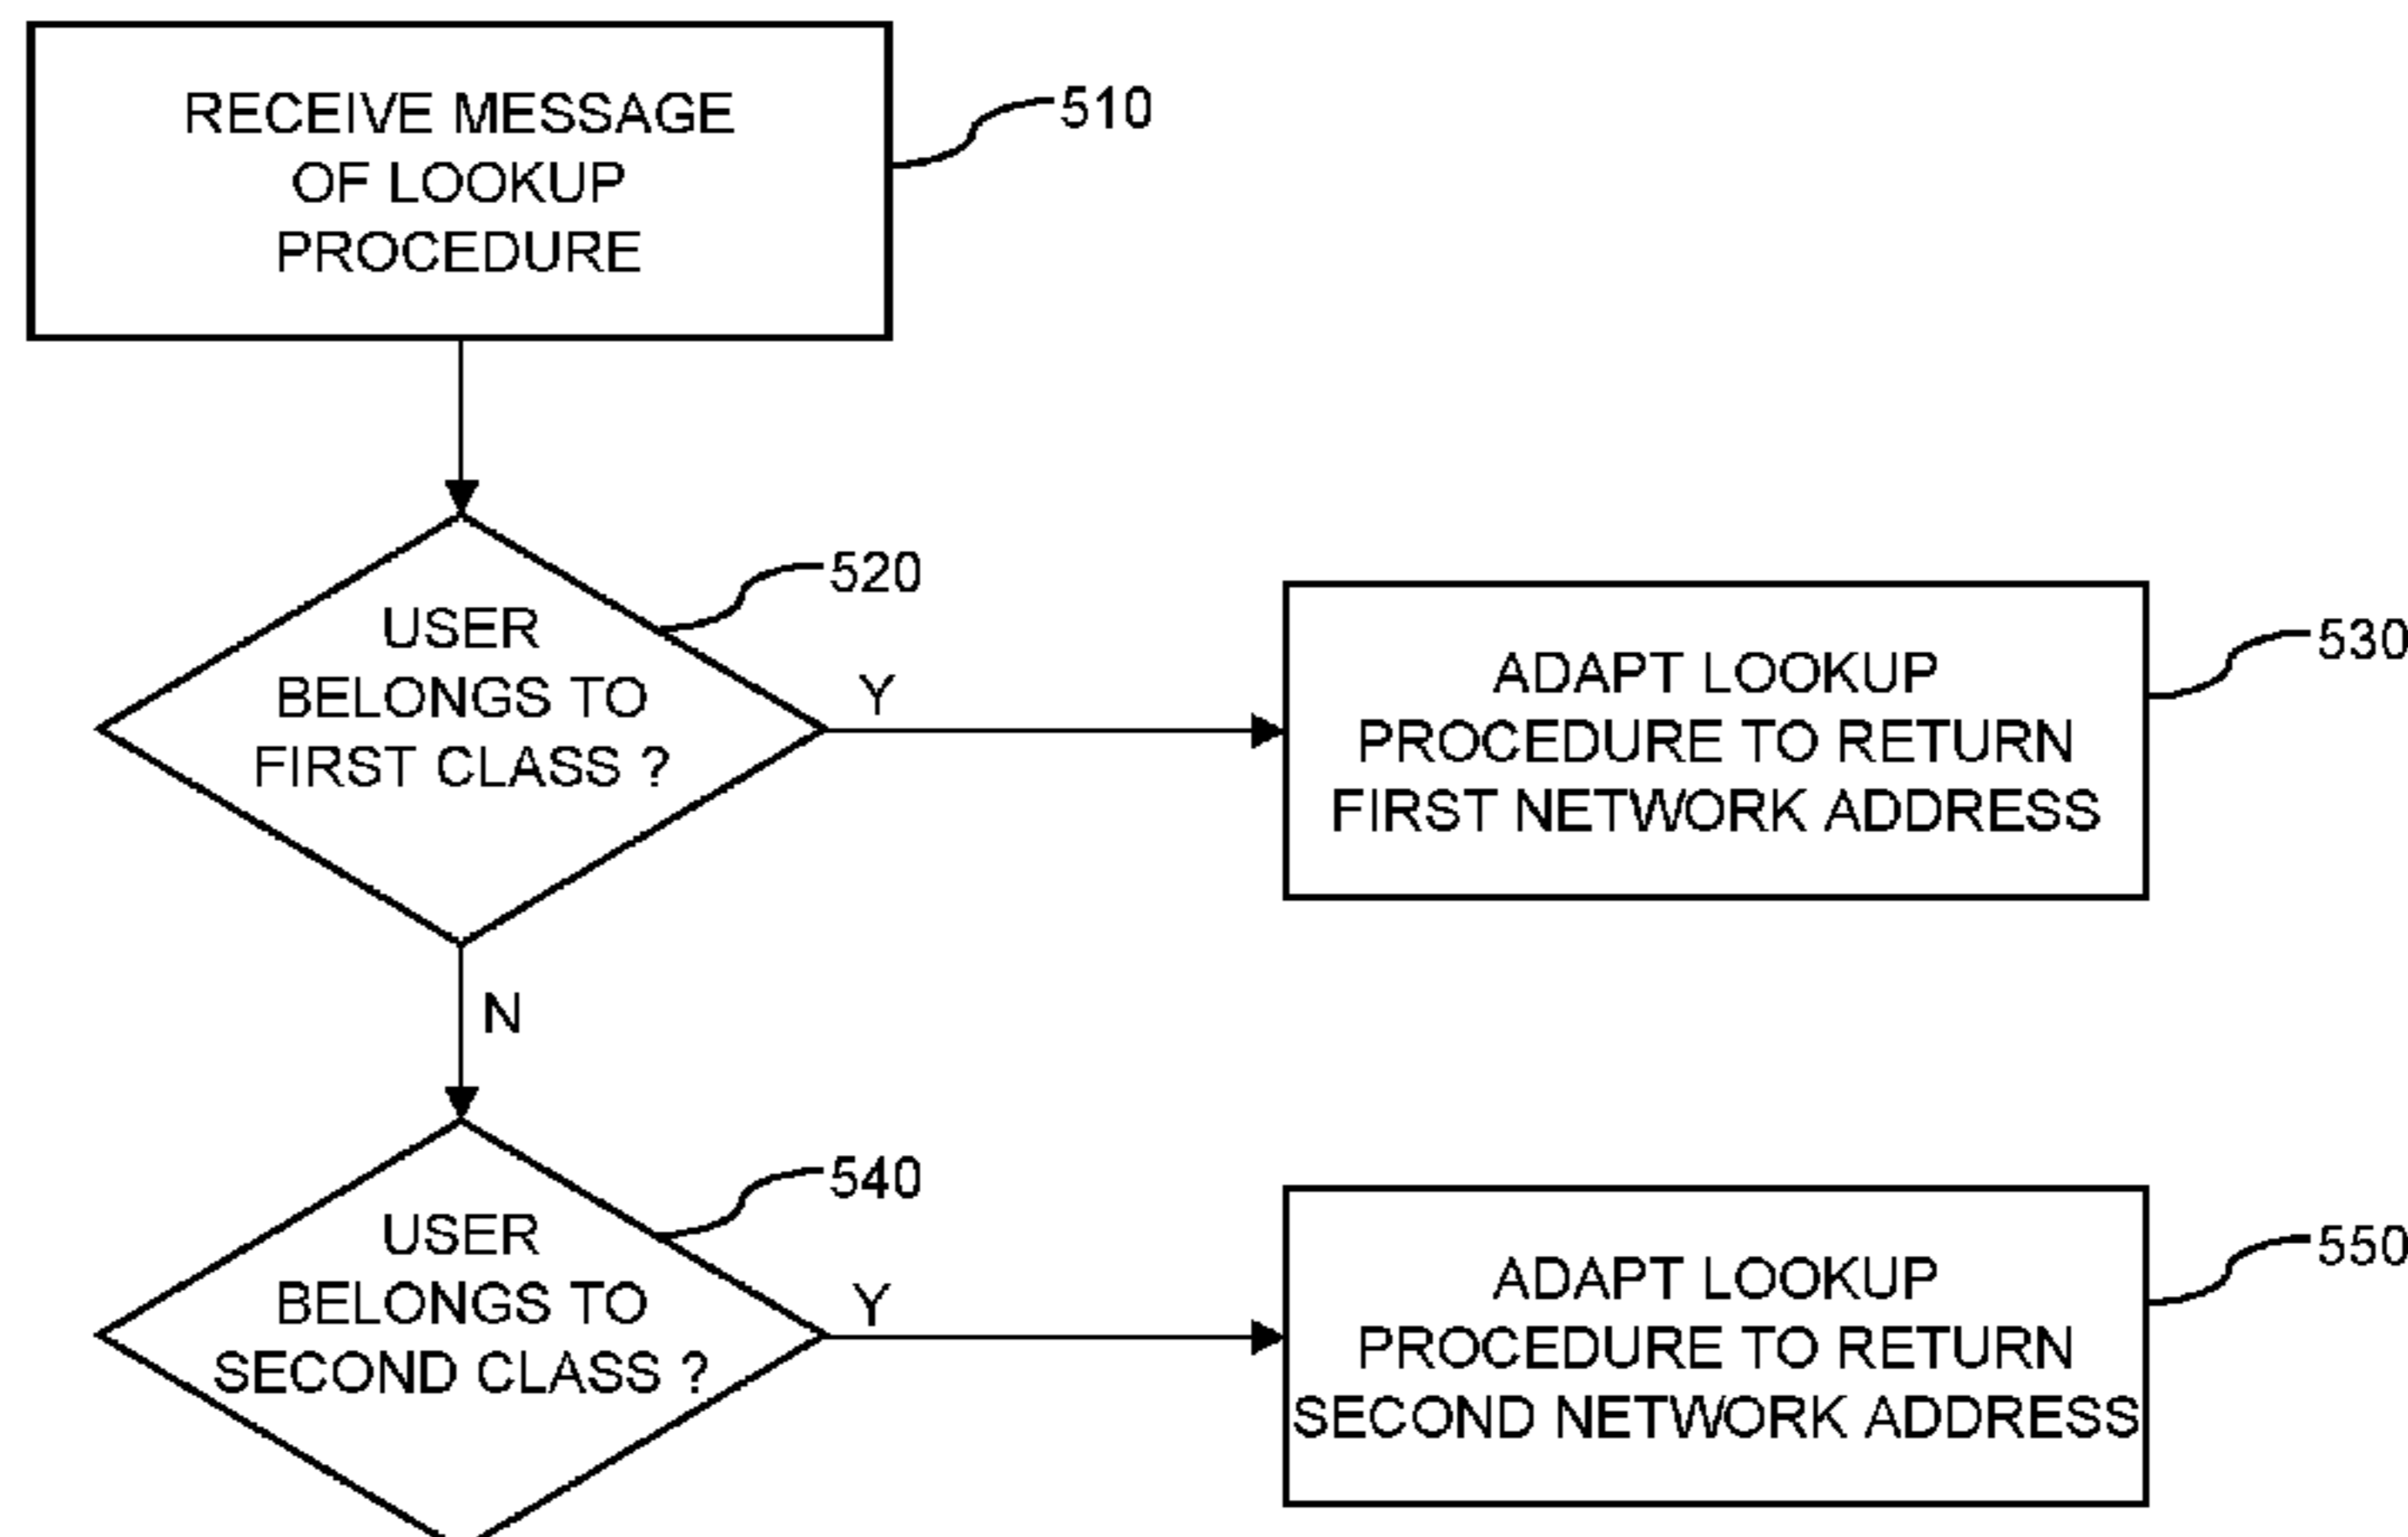 RECEIVE MESSAGE
OF LOOKUP
PROCEDURE
510
USER
BELONGS TO
FIRST CLASS ?
520
Y
ADAPT LOOKUP
PROCEDURE TO RETURN
FIRST NETWORK ADDRESS
530
N
USER
BELONGS TO
SECOND CLASS ?
540
Y
ADAPT LOOKUP
PROCEDURE TO RETURN
SECOND NETWORK ADDRESS
550